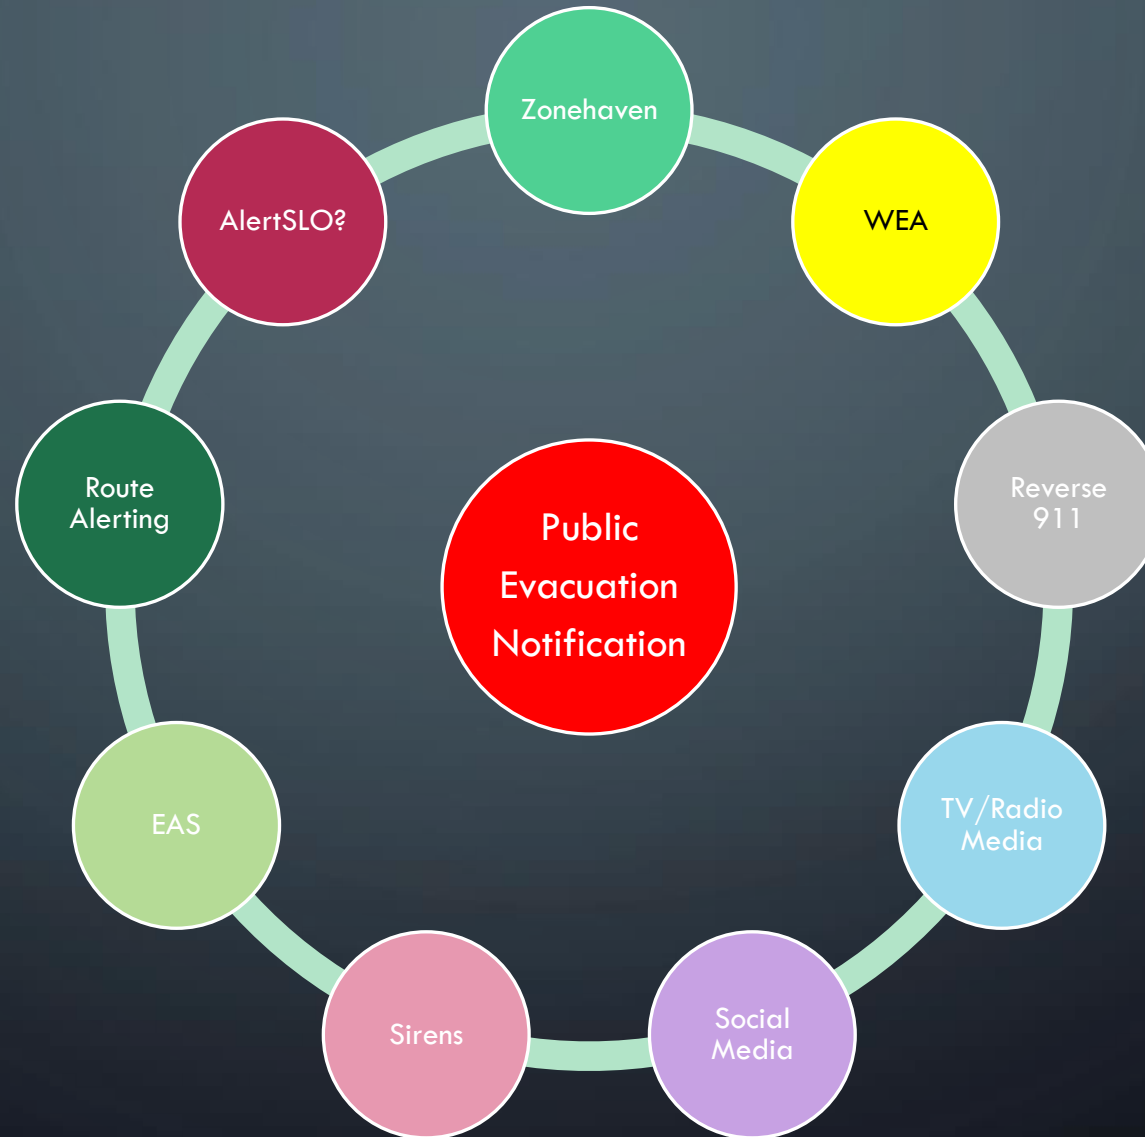 Zonehaven
WEA
Reverse
911
TV/Radio
Media
Social
Media
Sirens
EAS
Route
Alerting
AlertSLO?
Public
Evacuation
Notification